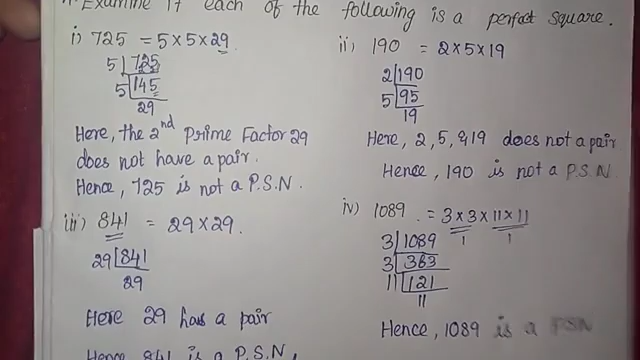 Examine if each of the following is a perfect square.
i) 725 = 5×5×29
5 | 725
5 | 145
29
Here, the 2nd Prime Factor 29
does not have a pair.
Hence, 725 is not a P.S.N.
ii) 190 = 2×5×19
2 | 190
5 | 95
19
Here, 2, 5, & 19 does not a pair
Hence, 190 is not a P.S.N.
iii) 841 = 29×29.
29 | 841
29
Here 29 has a pair
Hence 841 is a P.S.N.
iv) 1089 = 3×3×11×11
1 1
3 | 1089
3 | 363
11 | 121
11
Hence, 1089 is a PSN